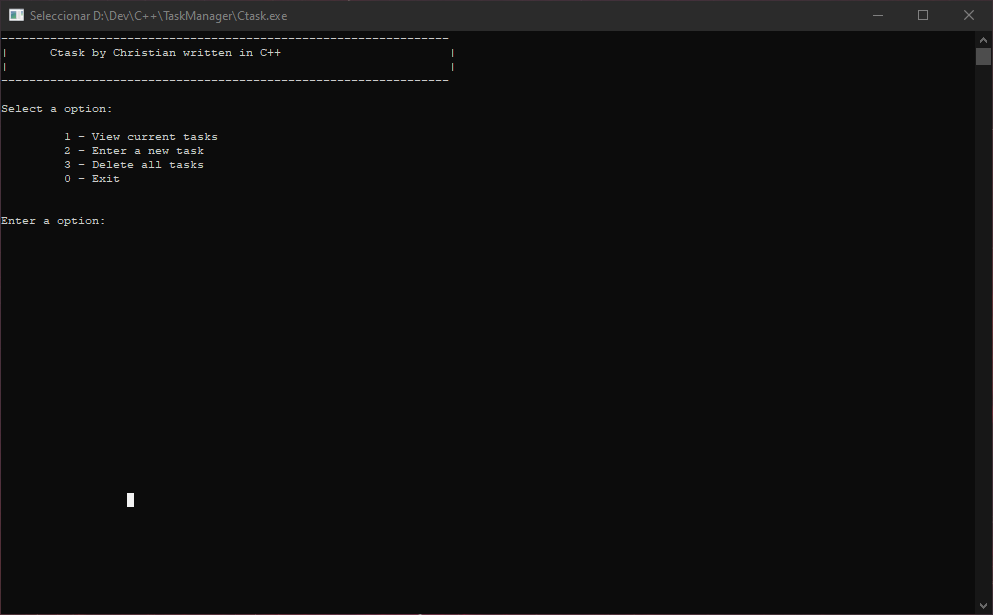 Seleccionar D:\Dev\C++\TaskManager\Ctask.exe
----------------------------------------------------------------
|      Ctask by Christian written in C++                        |
|                                                               |
----------------------------------------------------------------
Select a option:
1 - View current tasks
2 - Enter a new task
3 - Delete all tasks
0 - Exit
Enter a option: